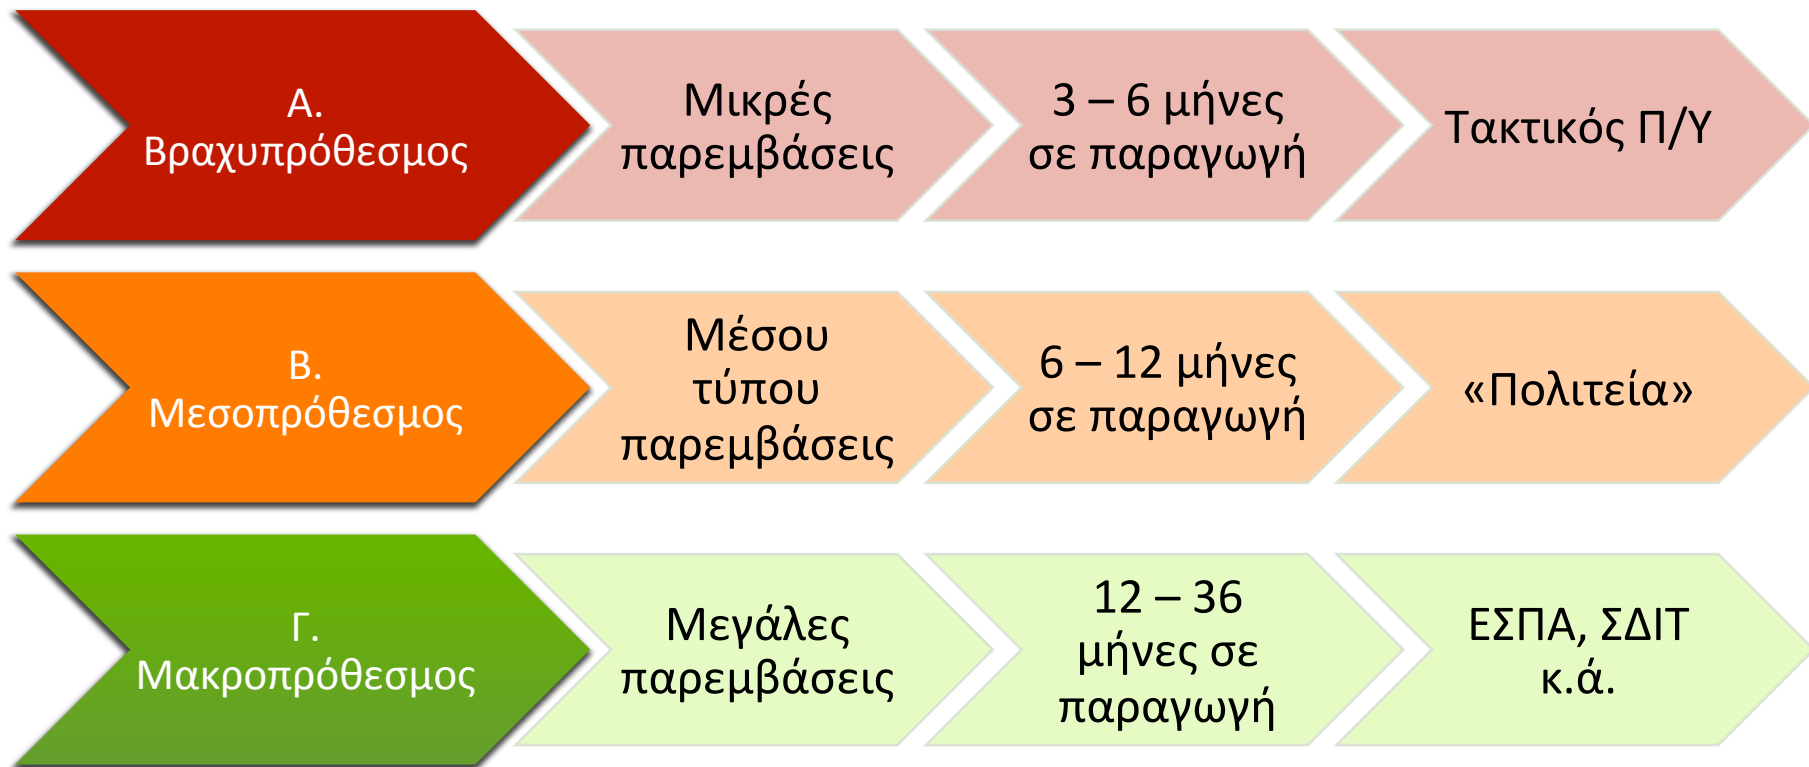 Α.
Βραχυπρόθεσμος
Μικρές
παρεμβάσεις
3 – 6 μήνες
σε παραγωγή
Τακτικός Π/Υ
Β.
Μεσοπρόθεσμος
Μέσου
τύπου
παρεμβάσεις
6 – 12 μήνες
σε παραγωγή
«Πολιτεία»
Γ.
Μακροπρόθεσμος
Μεγάλες
παρεμβάσεις
12 – 36
μήνες σε
παραγωγή
ΕΣΠΑ, ΣΔΙΤ
κ.ά.